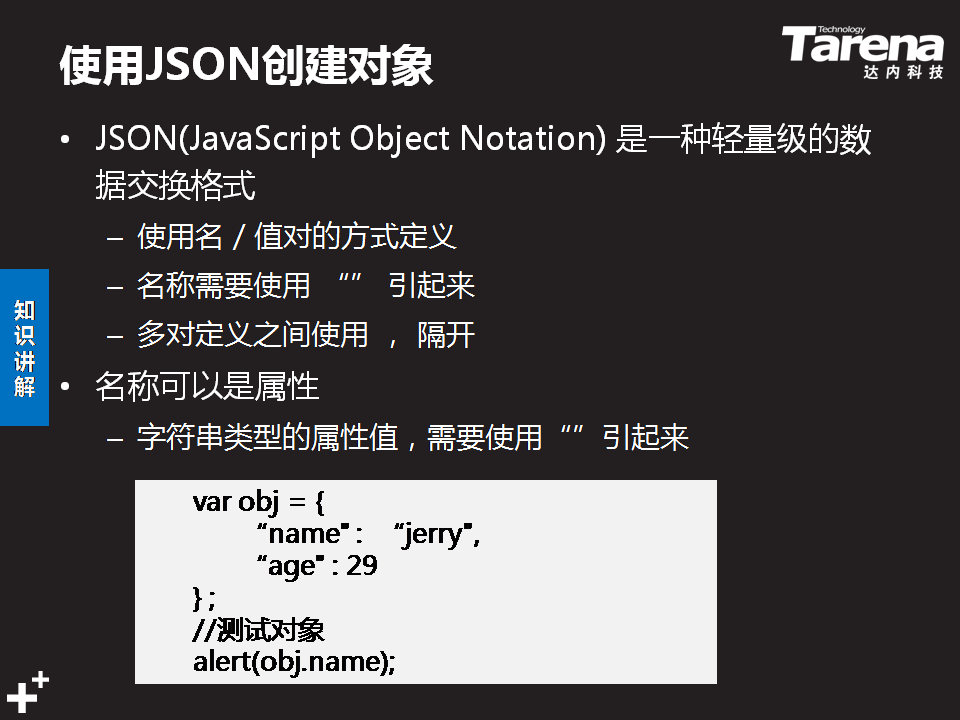 使用JSON创建对象
Technology
Tarena
达内科技
• JSON(JavaScript Object Notation) 是一种轻量级的数
据交换格式
– 使用名 / 值对的方式定义
– 名称需要使用 “” 引起来
– 多对定义之间使用 , 隔开
知识讲解
• 名称可以是属性
– 字符串类型的属性值，需要使用“”引起来
var obj = {
“name" : “jerry",
“age" : 29
} ;
//测试对象
alert(obj.name);